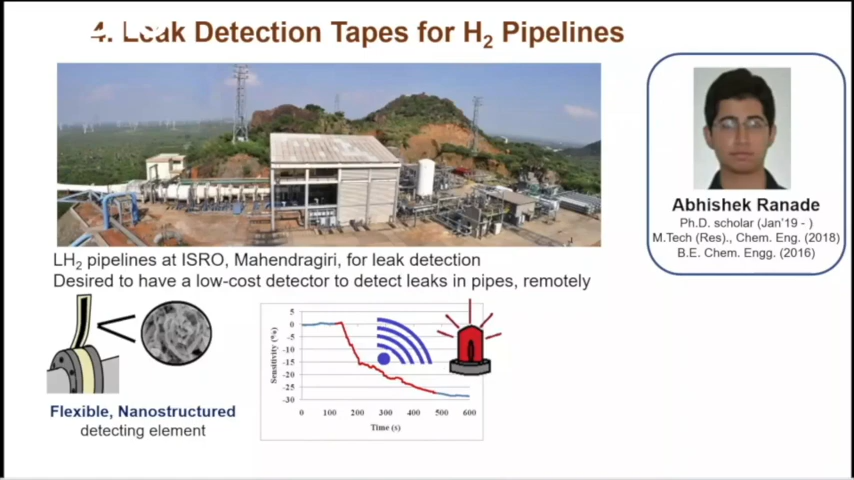 4. Leak Detection Tapes for H2 Pipelines
Abhishek Ranade
Ph.D. scholar (Jan'19 - )
M.Tech (Res)., Chem. Eng. (2018)
B.E. Chem. Engg. (2016)
LH2 pipelines at ISRO, Mahendragiri, for leak detection
Desired to have a low-cost detector to detect leaks in pipes, remotely
Flexible, Nanostructured
detecting element
Sensitivity (%)
5
0
-5
-10
-15
-20
-25
-30
0 100 200 300 400 500 600
Time (s)